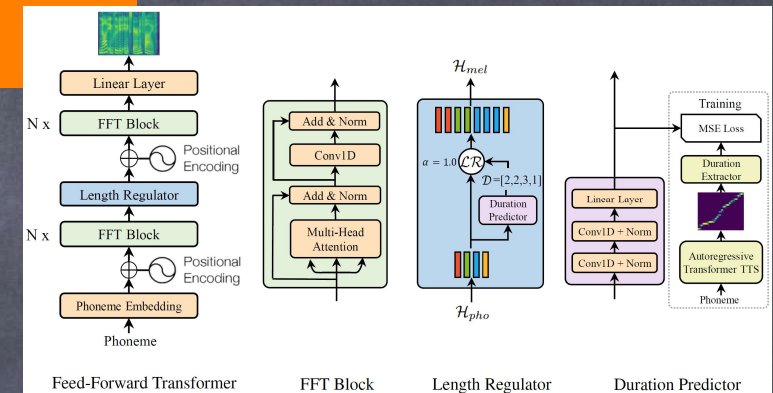 Linear Layer
N x
FFT Block
Positional
Encoding
Length Regulator
N x
FFT Block
Positional
Encoding
Phoneme Embedding
Phoneme
Feed-Forward Transformer
Add & Norm
Conv1D
Add & Norm
Multi-Head
Attention
FFT Block
ℋmel
α = 1.0
ℒℛ
𝒟=[2,2,3,1]
Duration
Predictor
ℋpho
Length Regulator
Training
MSE Loss
Duration
Extractor
Linear Layer
Conv1D + Norm
Conv1D + Norm
Autoregressive
Transformer TTS
Phoneme
Duration Predictor